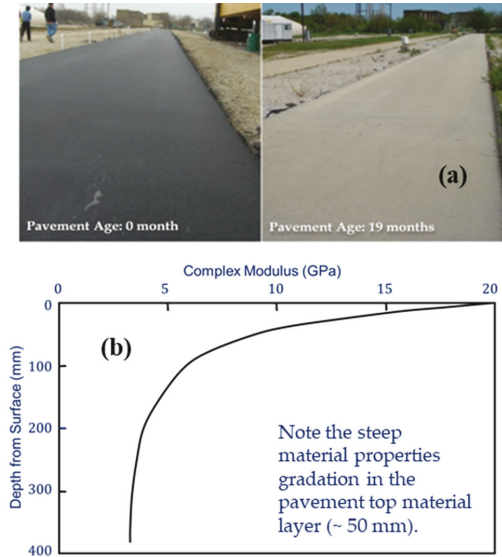 (a)
Pavement Age: 0 month
Pavement Age: 19 months
Complex Modulus (GPa)
0 5 10 15 20
Depth from Surface (mm)
0
100
200
300
400
(b)
Note the steep
material properties
gradation in the
pavement top material
layer (~ 50 mm).